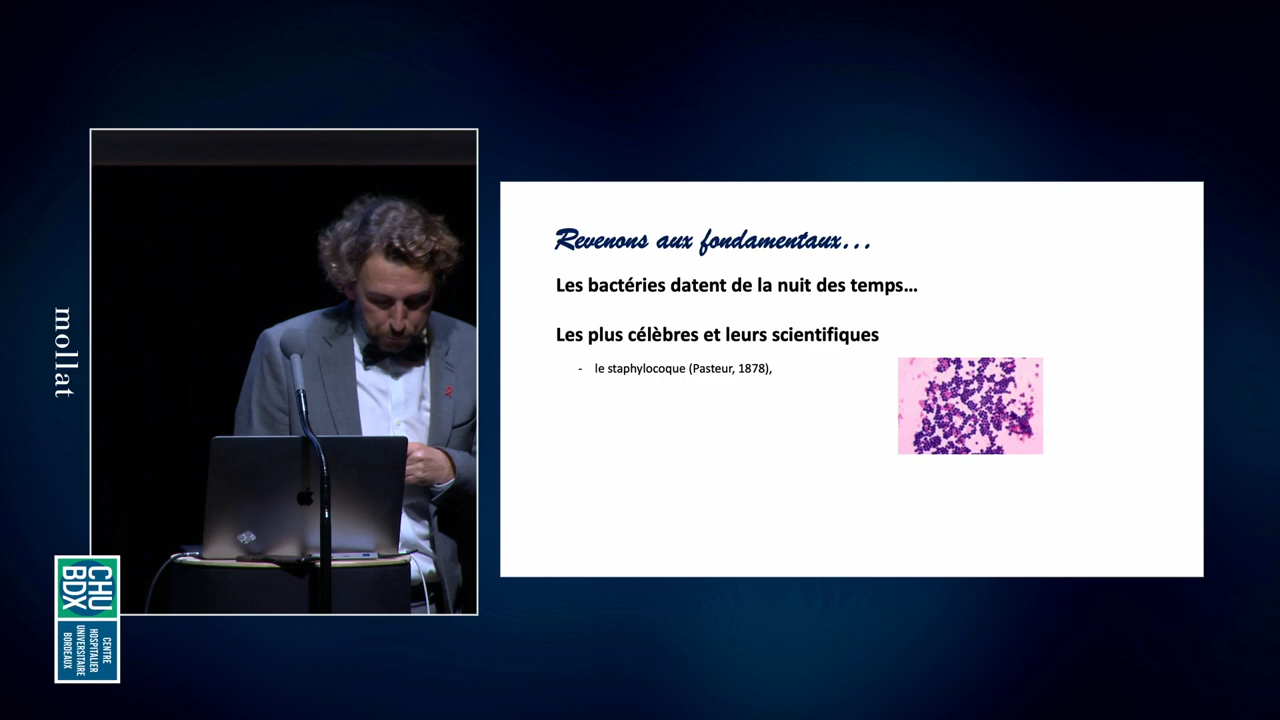 mollat
CHU
BDX
CENTRE
HOSPITALIER
UNIVERSITAIRE
BORDEAUX
Revenons aux fondamentaux...
Les bactéries datent de la nuit des temps...
Les plus célèbres et leurs scientifiques
- le staphylocoque (Pasteur, 1878),